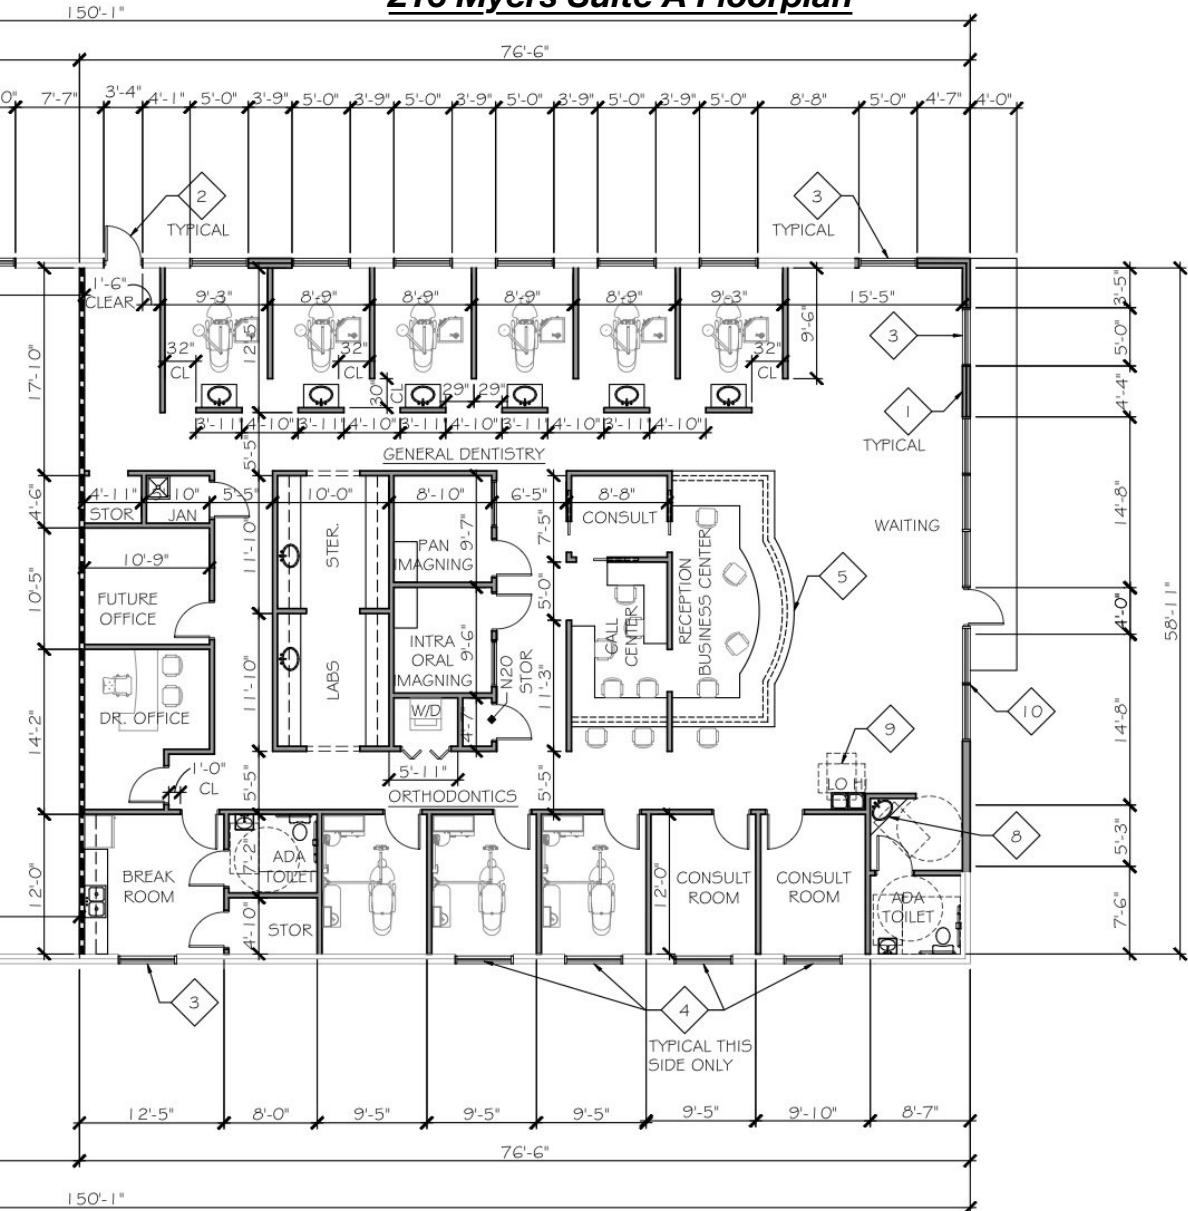 216 Myers Suite A Floorplan
150'-1"
76'-6"
0" 7'-7" 3'-4" 4'-1" 5'-0" 3'-9" 5'-0" 3'-9" 5'-0" 3'-9" 5'-0" 3'-9" 5'-0" 3'-9" 5'-0" 8'-8" 5'-0" 4'-7" 4'-0"
2
3
TYPICAL
TYPICAL
1'-6"
CLEAR
9'-3" 8'-9" 8'-9" 8'-9" 8'-9" 9'-3" 15'-5"
3'-5"
12'-5"
9'-6"
3
5'-0"
32"
CL
32"
CL
32"
CL
17'-10"
30"
CL
29" 29"
4'-4"
1
TYPICAL
3'-11" 4'-10" 3'-11" 4'-10" 3'-11" 4'-10" 3'-11" 4'-10" 3'-11" 4'-10"
5'-5"
GENERAL DENTISTRY
4'-6"
4'-11" 10" 5'-5" 10'-0" 8'-10" 6'-5" 8'-8"
STOR
JAN
CONSULT
WAITING
14'-8"
11'-10"
STER.
9'-7"
PAN
IMAGNING
7'-5"
10'-9"
10'-5"
FUTURE
OFFICE
5'-0"
CALL
CENTER
RECEPTION
BUSINESS CENTER
5
4'-0"
58'-11"
INTRA
ORAL
IMAGNING
9'-6"
11'-10"
LABS
N20
STOR
11'-3"
DR. OFFICE
W/D
4'-7"
14'-2"
10
14'-8"
9
1'-0"
CL
5'-5"
5'-11"
5'-5"
LO HI
ORTHODONTICS
8
5'-3"
12'-0"
BREAK
ROOM
7'-2"
ADA
TOILET
12'-0"
CONSULT
ROOM
CONSULT
ROOM
ADA
TOILET
7'-6"
4'-10"
STOR
3
4
TYPICAL THIS
SIDE ONLY
12'-5" 8'-0" 9'-5" 9'-5" 9'-5" 9'-5" 9'-10" 8'-7"
76'-6"
150'-1"